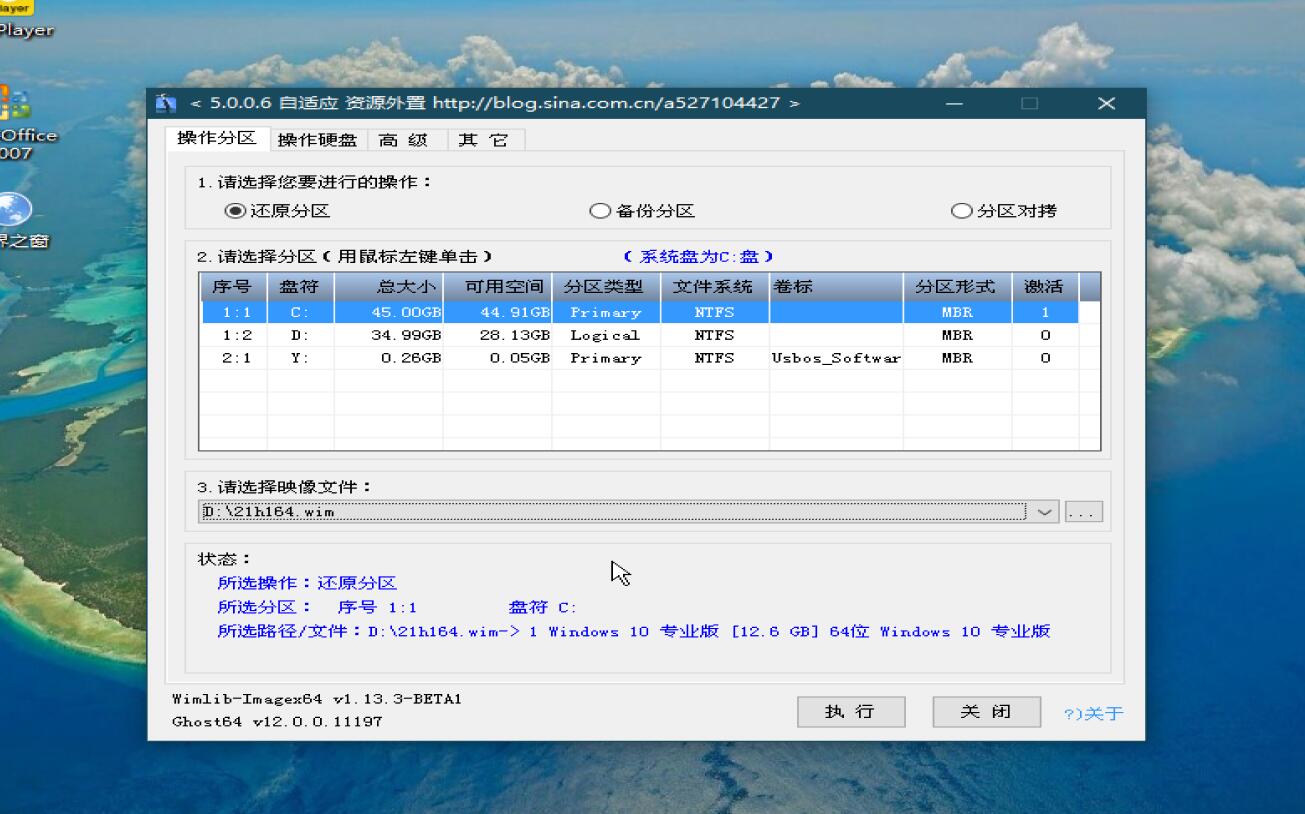 layer
Player
Office
007
界之窗
< 5.0.0.6 自适应 资源外置 http://blog.sina.com.cn/a527104427 >
操作分区 操作硬盘 高 级 其 它
1.请选择您要进行的操作：
还原分区 备份分区 分区对拷
2.请选择分区(用鼠标左键单击) (系统盘为C:盘)
序号 盘符 总大小 可用空间 分区类型 文件系统 卷标 分区形式 激活
1:1 C: 45.00GB 44.91GB Primary NTFS MBR 1
1:2 D: 34.99GB 28.13GB Logical NTFS MBR 0
2:1 Y: 0.26GB 0.05GB Primary NTFS Usbos_Softwar MBR 0
3.请选择映像文件：
D:\21h164.wim ...
状态：
所选操作：还原分区
所选分区： 序号 1:1 盘符 C:
所选路径/文件：D:\21h164.wim-> 1 Windows 10 专业版 [12.6 GB] 64位 Windows 10 专业版
Wimlib-Imagex64 v1.13.3-BETA1
Ghost64 v12.0.0.11197
执 行 关 闭 ?)关于